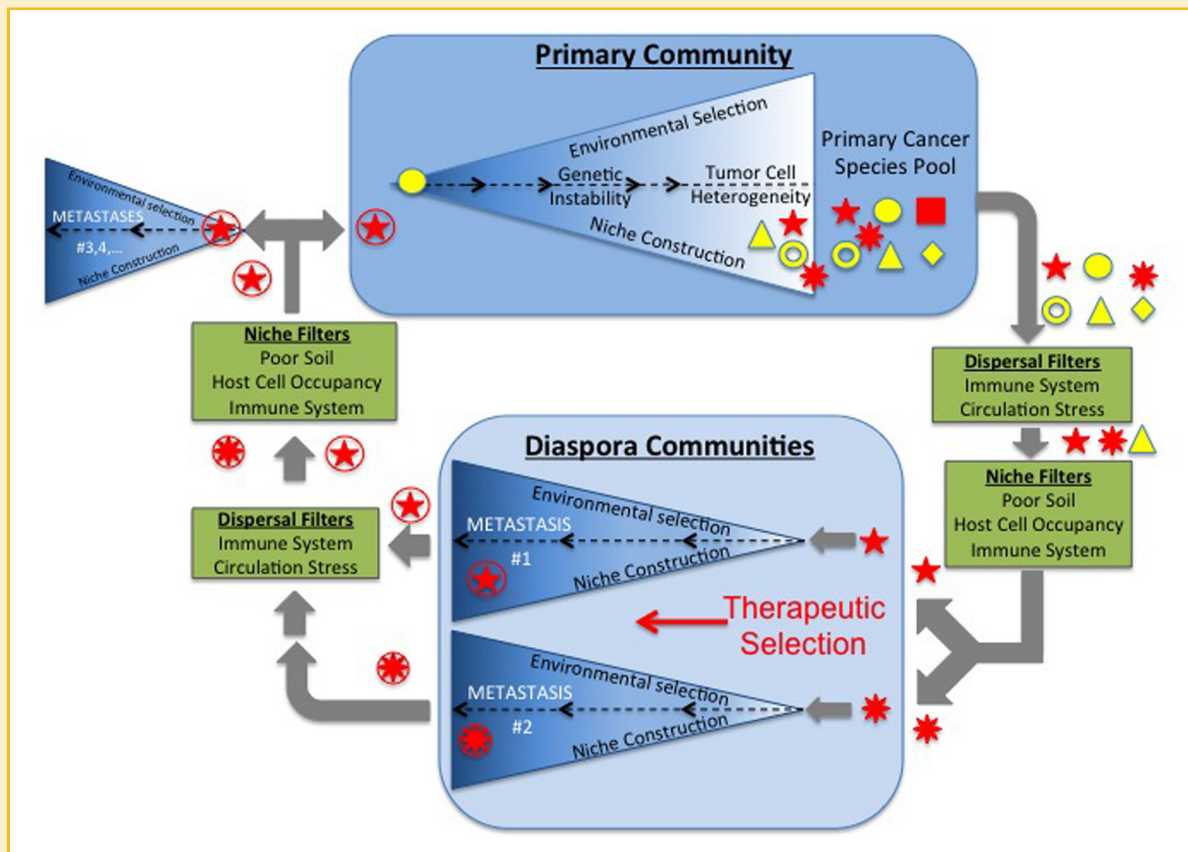 Primary Community
Environmental Selection
Genetic
Instability
Tumor Cell
Heterogeneity
Niche Construction
Primary Cancer
Species Pool
Environmental selection
METASTASES
#3,4,...
Niche Construction
Niche Filters
Poor Soil
Host Cell Occupancy
Immune System
Dispersal Filters
Immune System
Circulation Stress
Dispersal Filters
Immune System
Circulation Stress
Niche Filters
Poor Soil
Host Cell Occupancy
Immune System
Diaspora Communities
Environmental selection
METASTASIS
#1
Niche Construction
Therapeutic
Selection
Environmental selection
METASTASIS
#2
Niche Construction